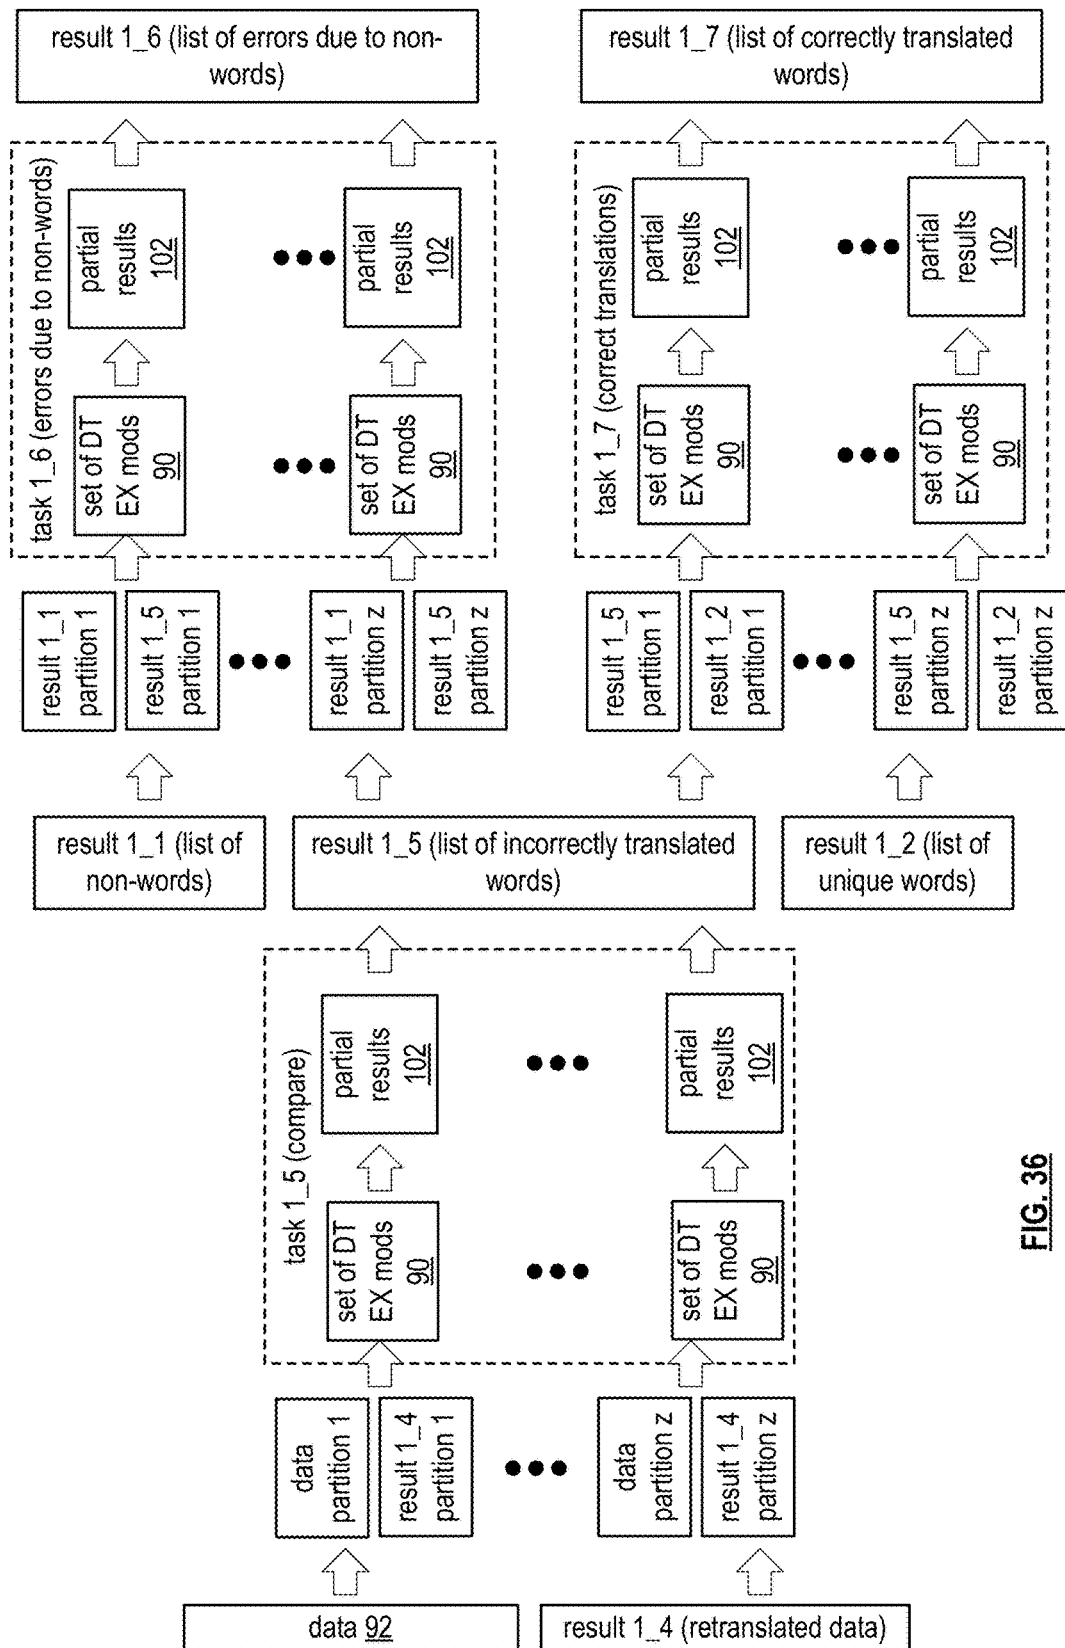 result 1_6 (list of errors due to non-
words)
result 1_7 (list of correctly translated
words)
task 1_6 (errors due to non-words)
set of DT
EX mods
90
partial
results
102
set of DT
EX mods
90
partial
results
102
task 1_7 (correct translations)
set of DT
EX mods
90
partial
results
102
set of DT
EX mods
90
partial
results
102
result 1_1
partition 1
result 1_5
partition 1
result 1_1
partition z
result 1_5
partition z
result 1_5
partition 1
result 1_2
partition 1
result 1_5
partition z
result 1_2
partition z
result 1_1 (list of
non-words)
result 1_5 (list of incorrectly translated
words)
result 1_2 (list of
unique words)
task 1_5 (compare)
set of DT
EX mods
90
partial
results
102
set of DT
EX mods
90
partial
results
102
data
partition 1
result 1_4
partition 1
data
partition z
result 1_4
partition z
data 92
result 1_4 (retranslated data)
FIG. 36